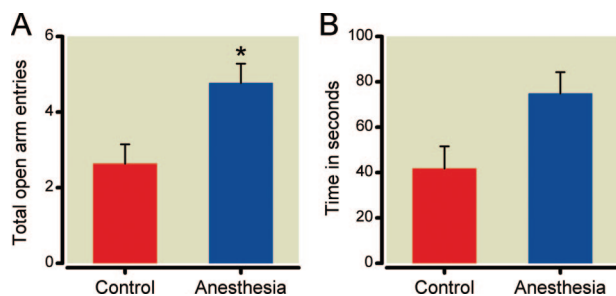 A
Total open arm entries
6
4
2
0
*
Control Anesthesia
B
Time in seconds
100
80
60
40
20
0
Control Anesthesia